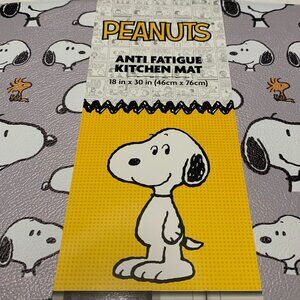 PEANUTS
ANTI FATIGUE
KITCHEN MAT
18 in x 30 in (46cm x 76cm)